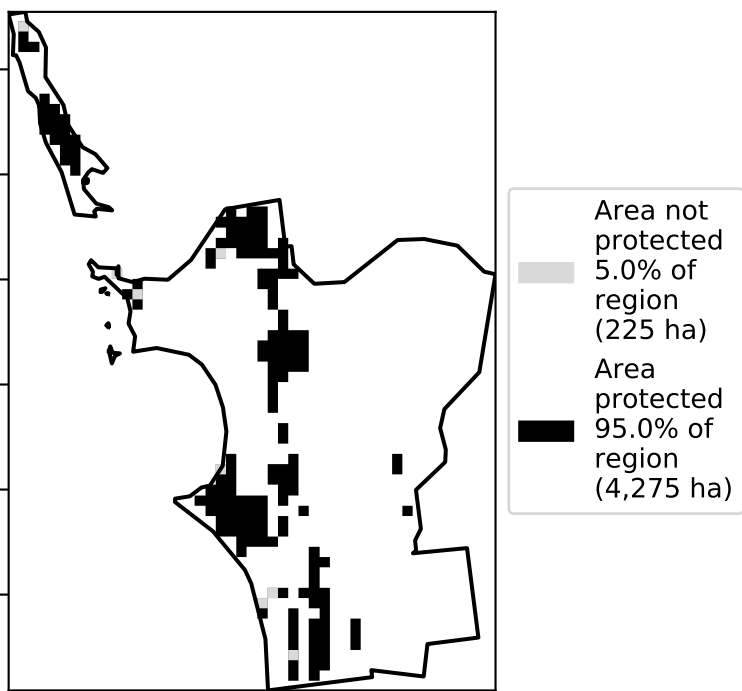 Area not
protected
5.0% of
region
(225 ha)
Area
protected
95.0% of
region
(4,275 ha)